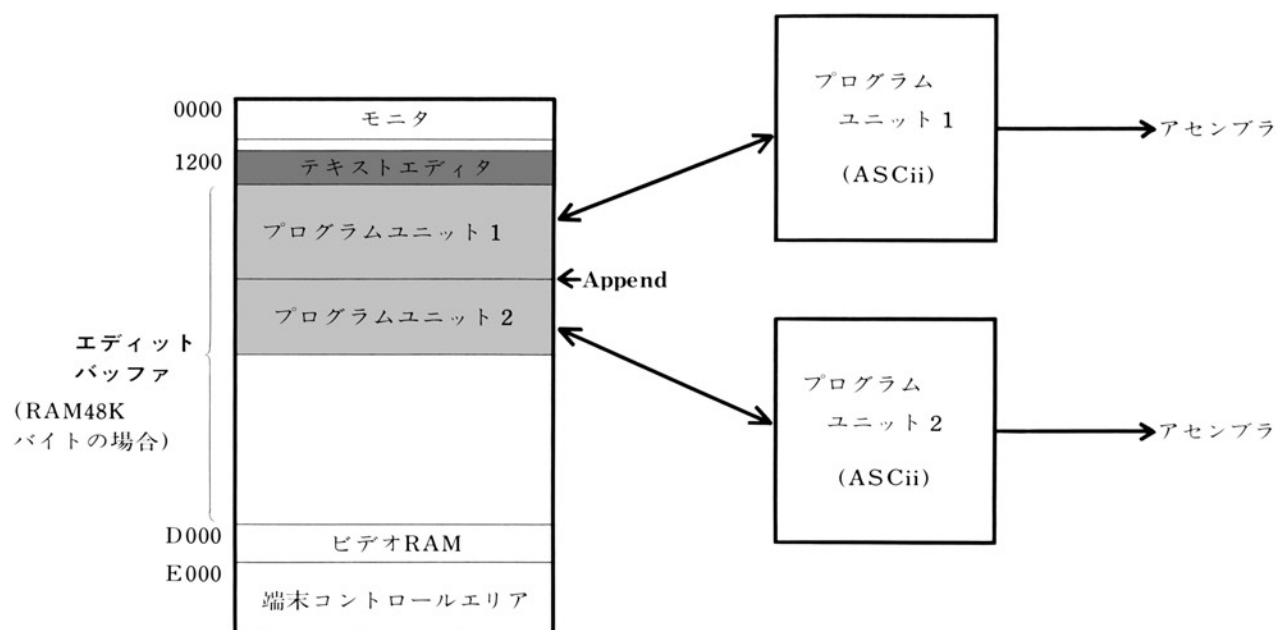 0000
モニタ
1200
テキストエディタ
プログラムユニット1
Append
プログラムユニット2
エディット
バッファ
(RAM48K
バイトの場合)
D000
ビデオRAM
E000
端末コントロールエリア
プログラム
ユニット1
(ASCii)
アセンブラ
プログラム
ユニット2
(ASCii)
アセンブラ